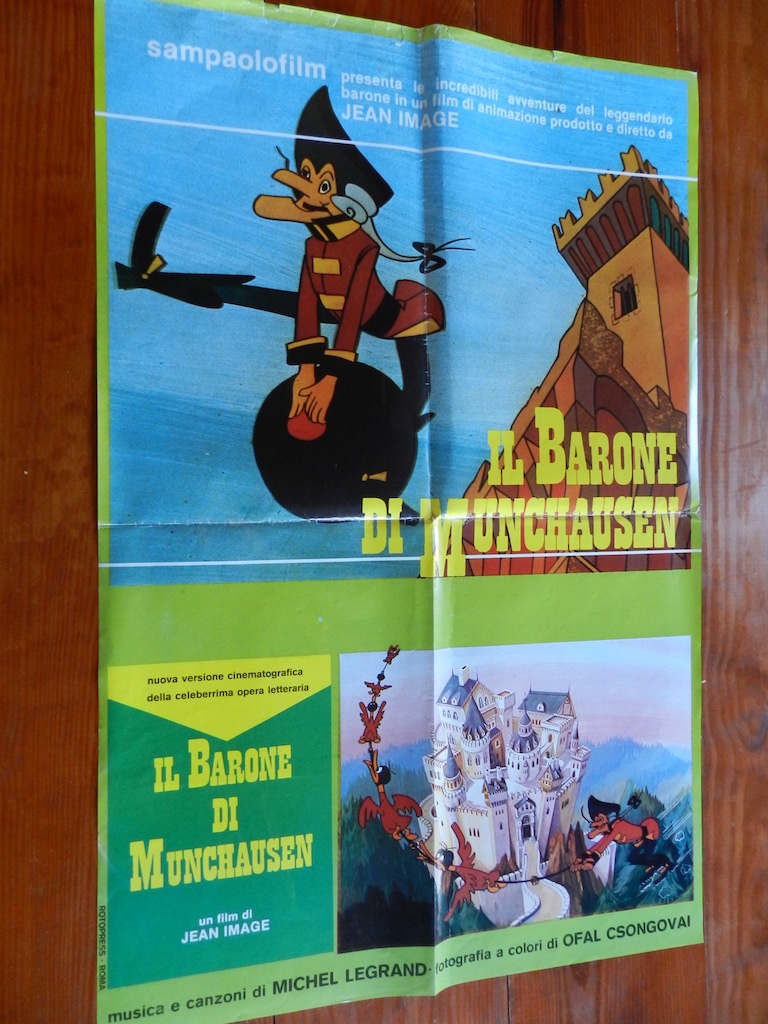 sampaolofilm
presenta le incredibili avventure del leggendario
barone in un film di animazione prodotto e diretto da
JEAN IMAGE
IL BARONE
DI MUNCHAUSEN
nuova versione cinematografica
della celeberrima opera letteraria
IL BARONE
DI
MUNCHAUSEN
un film di
JEAN IMAGE
ROTOPRESS - ROMA
musica e canzoni di MICHEL LEGRAND · fotografia a colori di OFAL CSONGOVAI